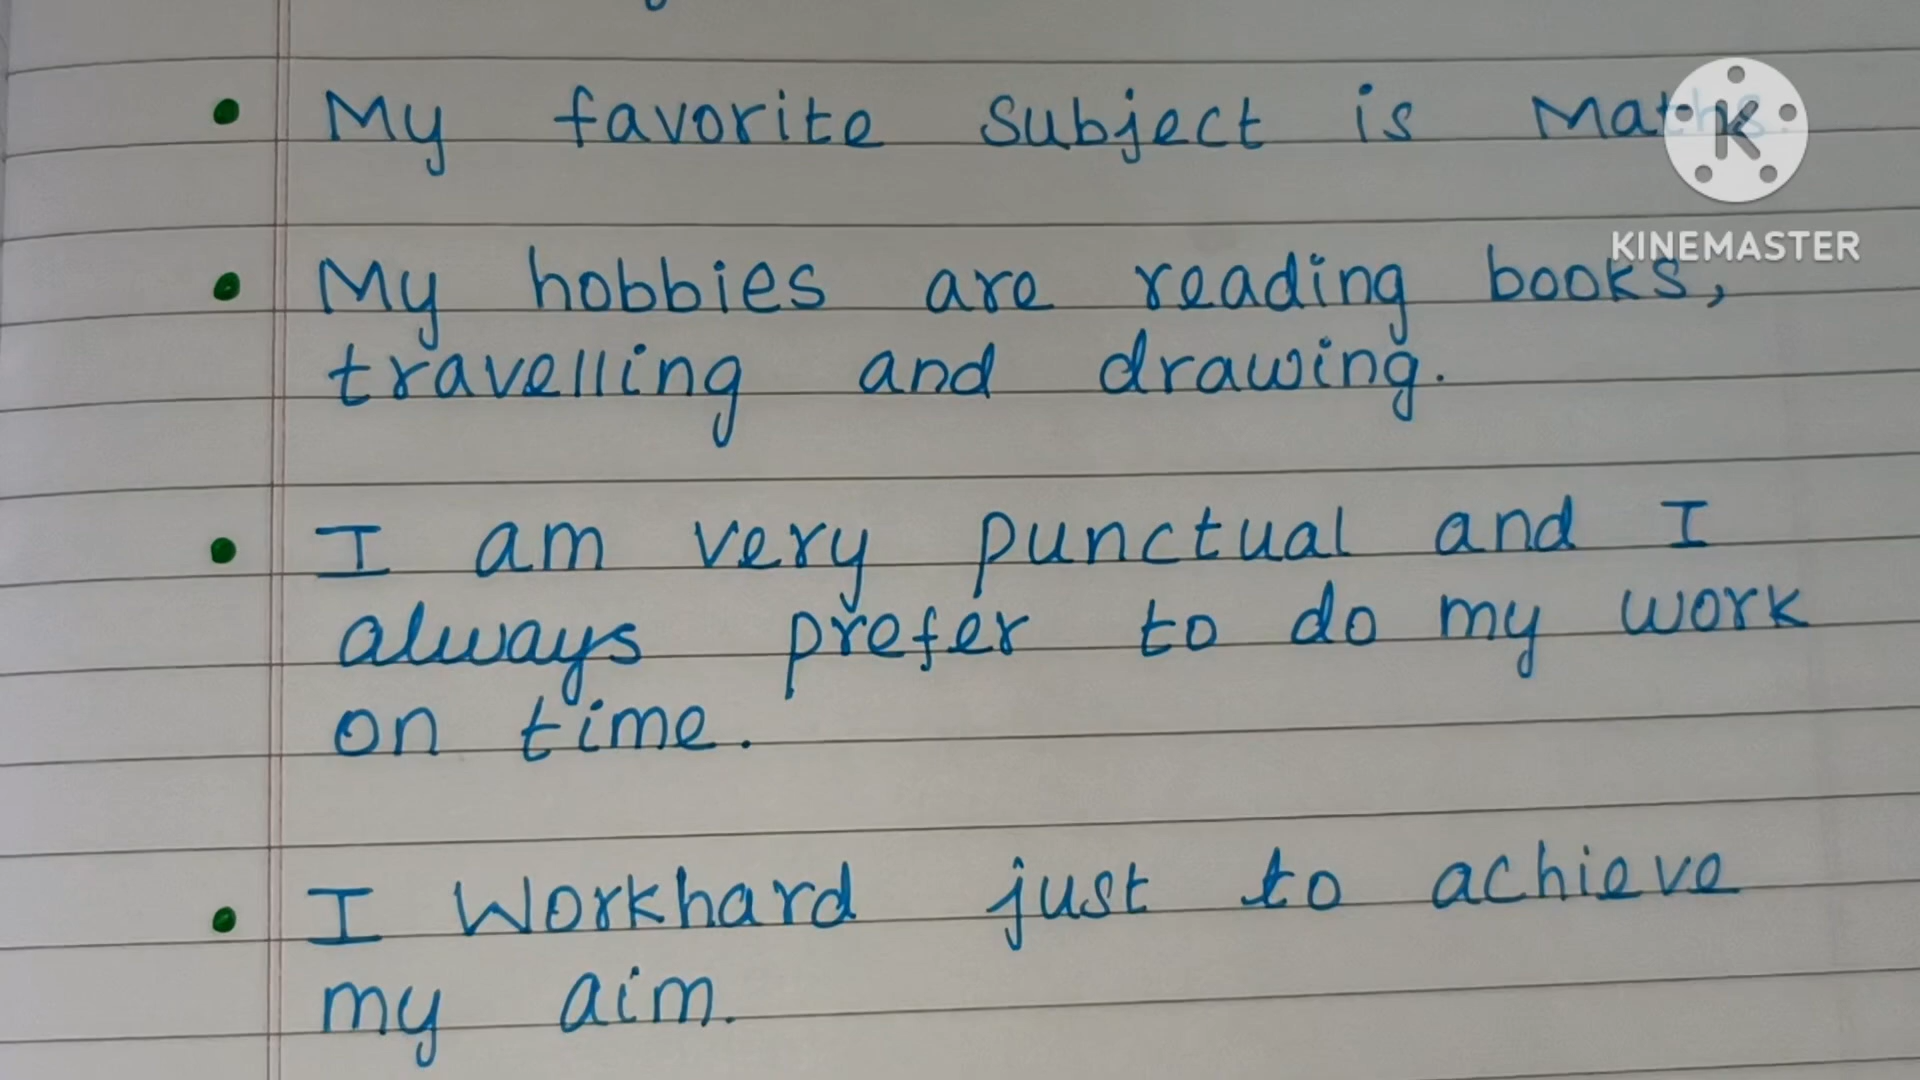 • My favorite subject is Maths.
KINEMASTER
• My hobbies are reading books,
travelling and drawing.
• I am very punctual and I
always prefer to do my work
on time.
• I Workhard just to achieve
my aim.